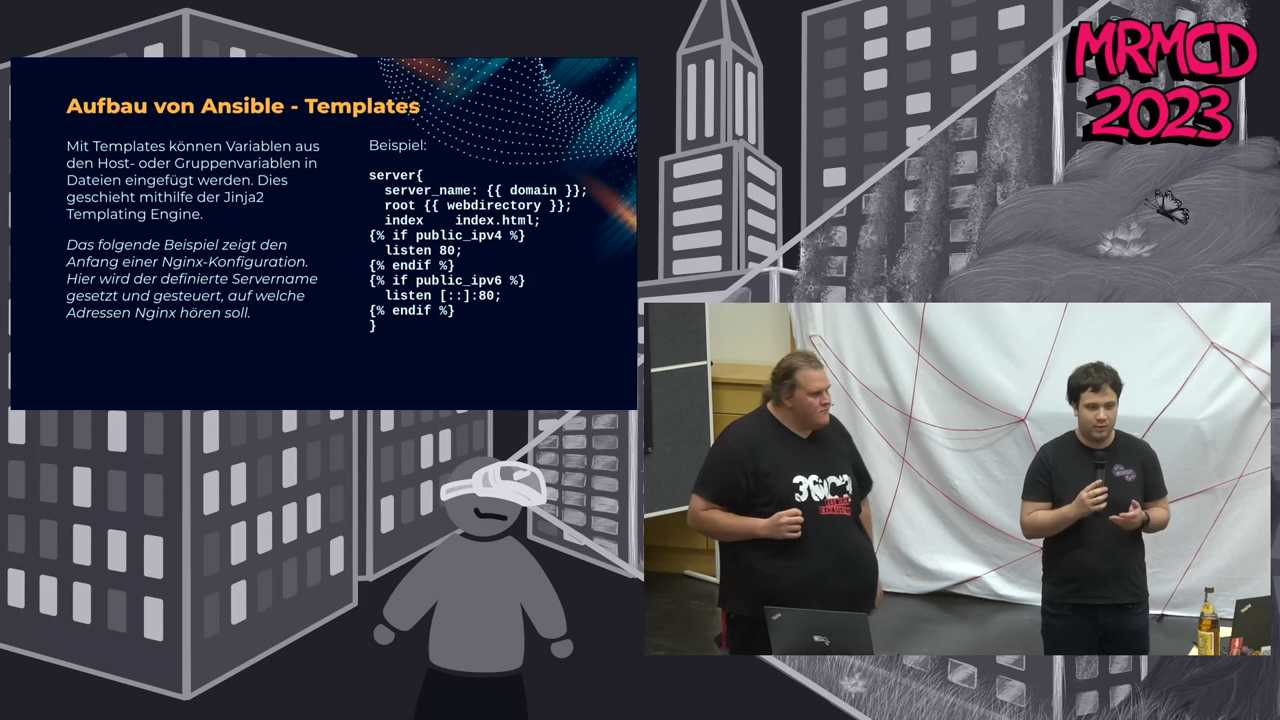 MRMCD
2023
Aufbau von Ansible - Templates
Mit Templates können Variablen aus
den Host- oder Gruppenvariablen in
Dateien eingefügt werden. Dies
geschieht mithilfe der Jinja2
Templating Engine.
Das folgende Beispiel zeigt den
Anfang einer Nginx-Konfiguration.
Hier wird der definierte Servername
gesetzt und gesteuert, auf welche
Adressen Nginx hören soll.
Beispiel:
server{
  server_name: {{ domain }};
  root {{ webdirectory }};
  index    index.html;
{% if public_ipv4 %}
  listen 80;
{% endif %}
{% if public_ipv6 %}
  listen [::]:80;
{% endif %}
}